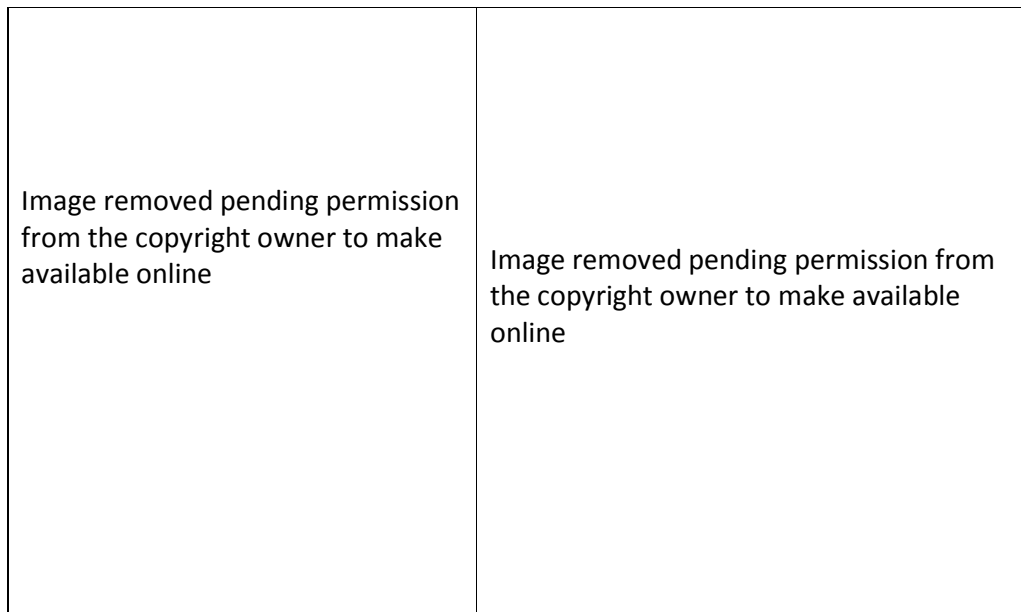 Image removed pending permission
from the copyright owner to make
available online
Image removed pending permission from
the copyright owner to make available
online